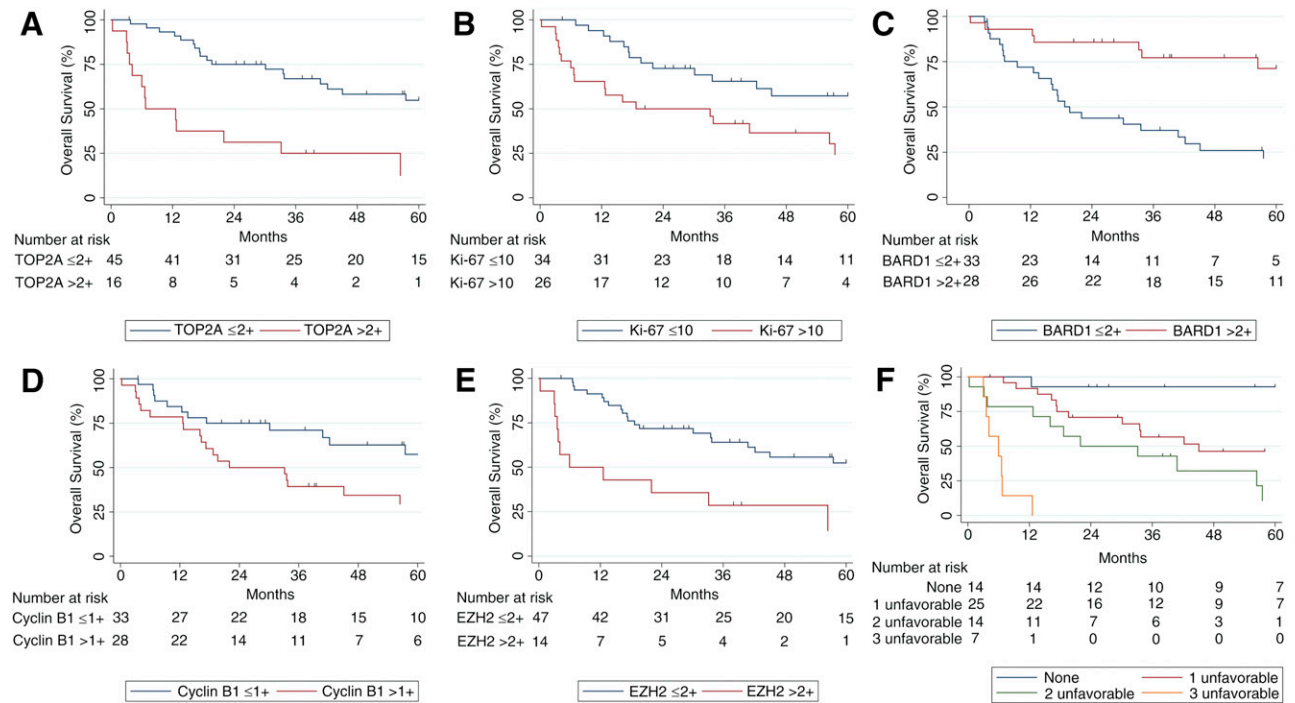 A
Overall Survival (%)
100
75
50
25
0
0 12 24 36 48 60
Months
Number at risk
TOP2A ≤2+ 45 41 31 25 20 15
TOP2A >2+ 16 8 5 4 2 1
TOP2A ≤2+ TOP2A >2+
B
Overall Survival (%)
100
75
50
25
0
0 12 24 36 48 60
Months
Number at risk
Ki-67 ≤10 34 31 23 18 14 11
Ki-67 >10 26 17 12 10 7 4
Ki-67 ≤10 Ki-67 >10
C
Overall Survival (%)
100
75
50
25
0
0 12 24 36 48 60
Months
Number at risk
BARD1 ≤2+ 33 23 14 11 7 5
BARD1 >2+ 28 26 22 18 15 11
BARD1 ≤2+ BARD1 >2+
D
Overall Survival (%)
100
75
50
25
0
0 12 24 36 48 60
Months
Number at risk
Cyclin B1 ≤1+ 33 27 22 18 15 10
Cyclin B1 >1+ 28 22 14 11 7 6
Cyclin B1 ≤1+ Cyclin B1 >1+
E
Overall Survival (%)
100
75
50
25
0
0 12 24 36 48 60
Months
Number at risk
EZH2 ≤2+ 47 42 31 25 20 15
EZH2 >2+ 14 7 5 4 2 1
EZH2 ≤2+ EZH2 >2+
F
Overall Survival (%)
100
75
50
25
0
0 12 24 36 48 60
Months
Number at risk
None 14 14 12 10 9 7
1 unfavorable 25 22 16 12 9 7
2 unfavorable 14 11 7 6 3 1
3 unfavorable 7 1 0 0 0 0
None 1 unfavorable
2 unfavorable 3 unfavorable